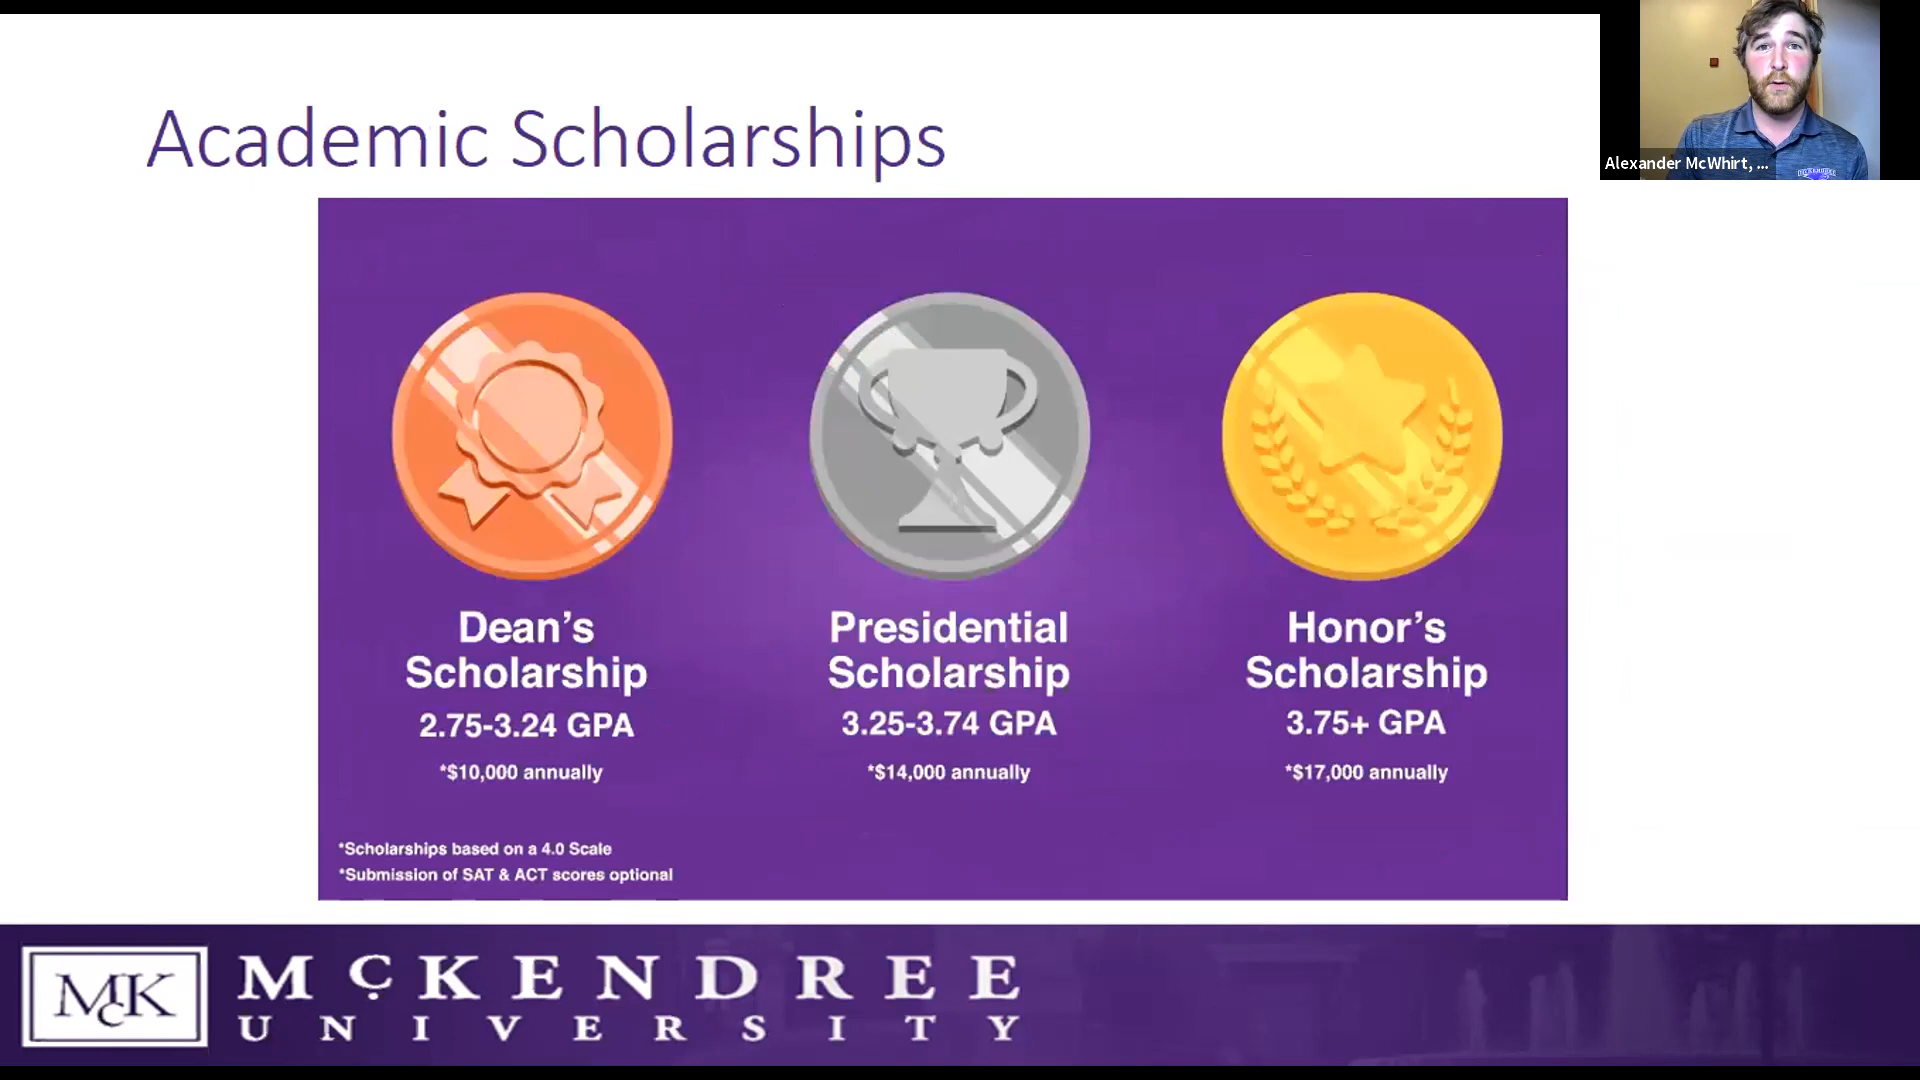 Academic Scholarships
Alexander McWhirt, ...
Dean's
Scholarship
2.75-3.24 GPA
*$10,000 annually
Presidential
Scholarship
3.25-3.74 GPA
*$14,000 annually
Honor's
Scholarship
3.75+ GPA
*$17,000 annually
*Scholarships based on a 4.0 Scale
*Submission of SAT & ACT scores optional
McK
McKENDREE
UNIVERSITY